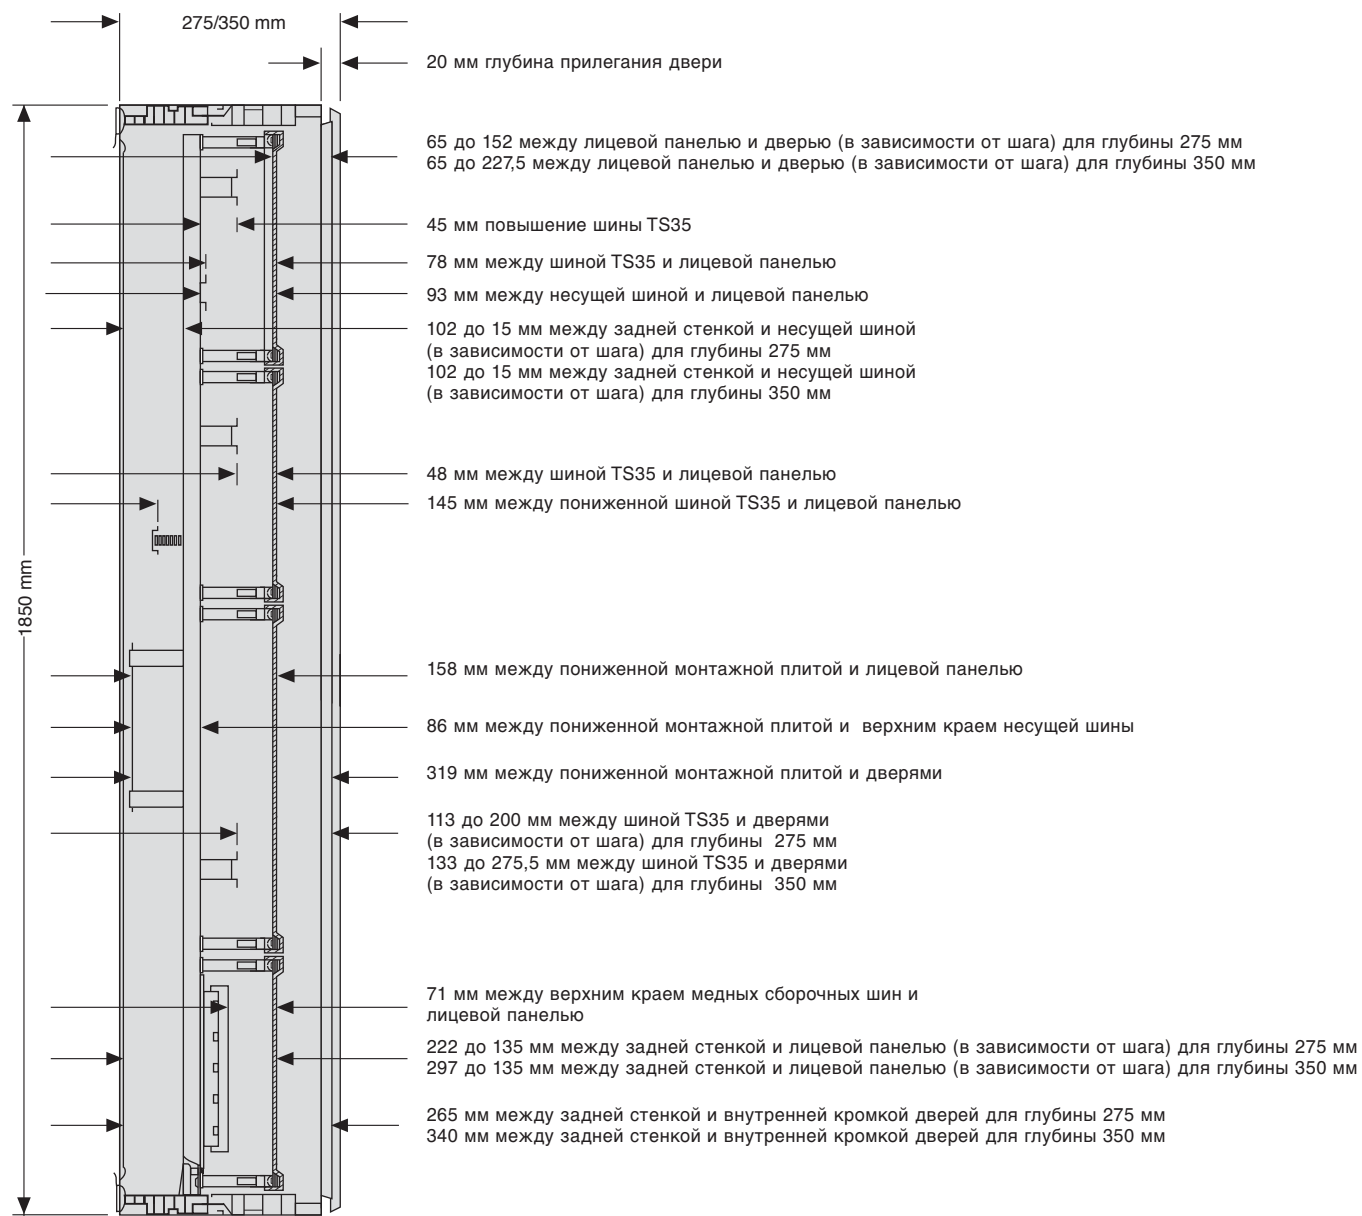 275/350 mm
20 мм глубина прилегания двери
65 до 152 между лицевой панелью и дверью (в зависимости от шага) для глубины 275 мм
65 до 227,5 между лицевой панелью и дверью (в зависимости от шага) для глубины 350 мм
45 мм повышение шины TS35
78 мм между шиной TS35 и лицевой панелью
93 мм между несущей шиной и лицевой панелью
102 до 15 мм между задней стенкой и несущей шиной
(в зависимости от шага) для глубины 275 мм
102 до 15 мм между задней стенкой и несущей шиной
(в зависимости от шага) для глубины 350 мм
48 мм между шиной TS35 и лицевой панелью
145 мм между пониженной шиной TS35 и лицевой панелью
1850 mm
158 мм между пониженной монтажной плитой и лицевой панелью
86 мм между пониженной монтажной плитой и верхним краем несущей шины
319 мм между пониженной монтажной плитой и дверями
113 до 200 мм между шиной TS35 и дверями
(в зависимости от шага) для глубины 275 мм
133 до 275,5 мм между шиной TS35 и дверями
(в зависимости от шага) для глубины 350 мм
71 мм между верхним краем медных сборочных шин и
лицевой панелью
222 до 135 мм между задней стенкой и лицевой панелью (в зависимости от шага) для глубины 275 мм
297 до 135 мм между задней стенкой и лицевой панелью (в зависимости от шага) для глубины 350 мм
265 мм между задней стенкой и внутренней кромкой дверей для глубины 275 мм
340 мм между задней стенкой и внутренней кромкой дверей для глубины 350 мм